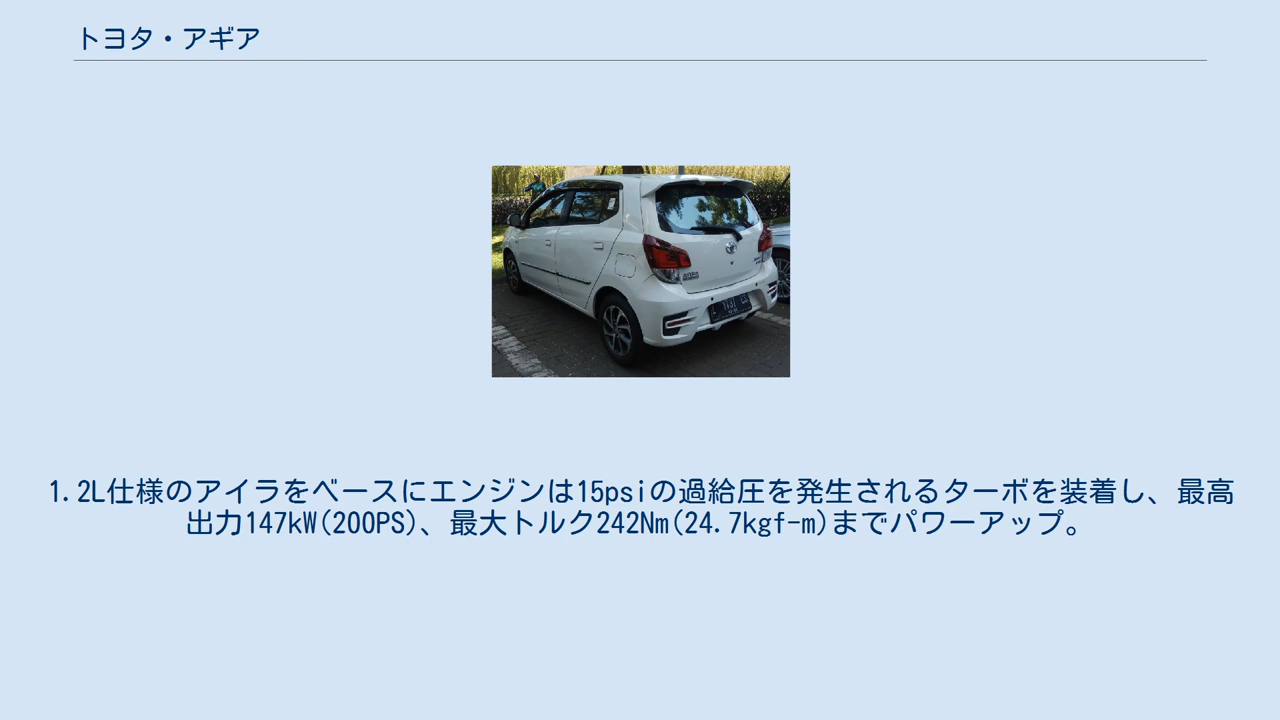 トヨタ・アギア
1.2L仕様のアイラをベースにエンジンは15psiの過給圧を発生されるターボを装着し、最高
出力147kW(200PS)、最大トルク242Nm(24.7kgf-m)までパワーアップ。